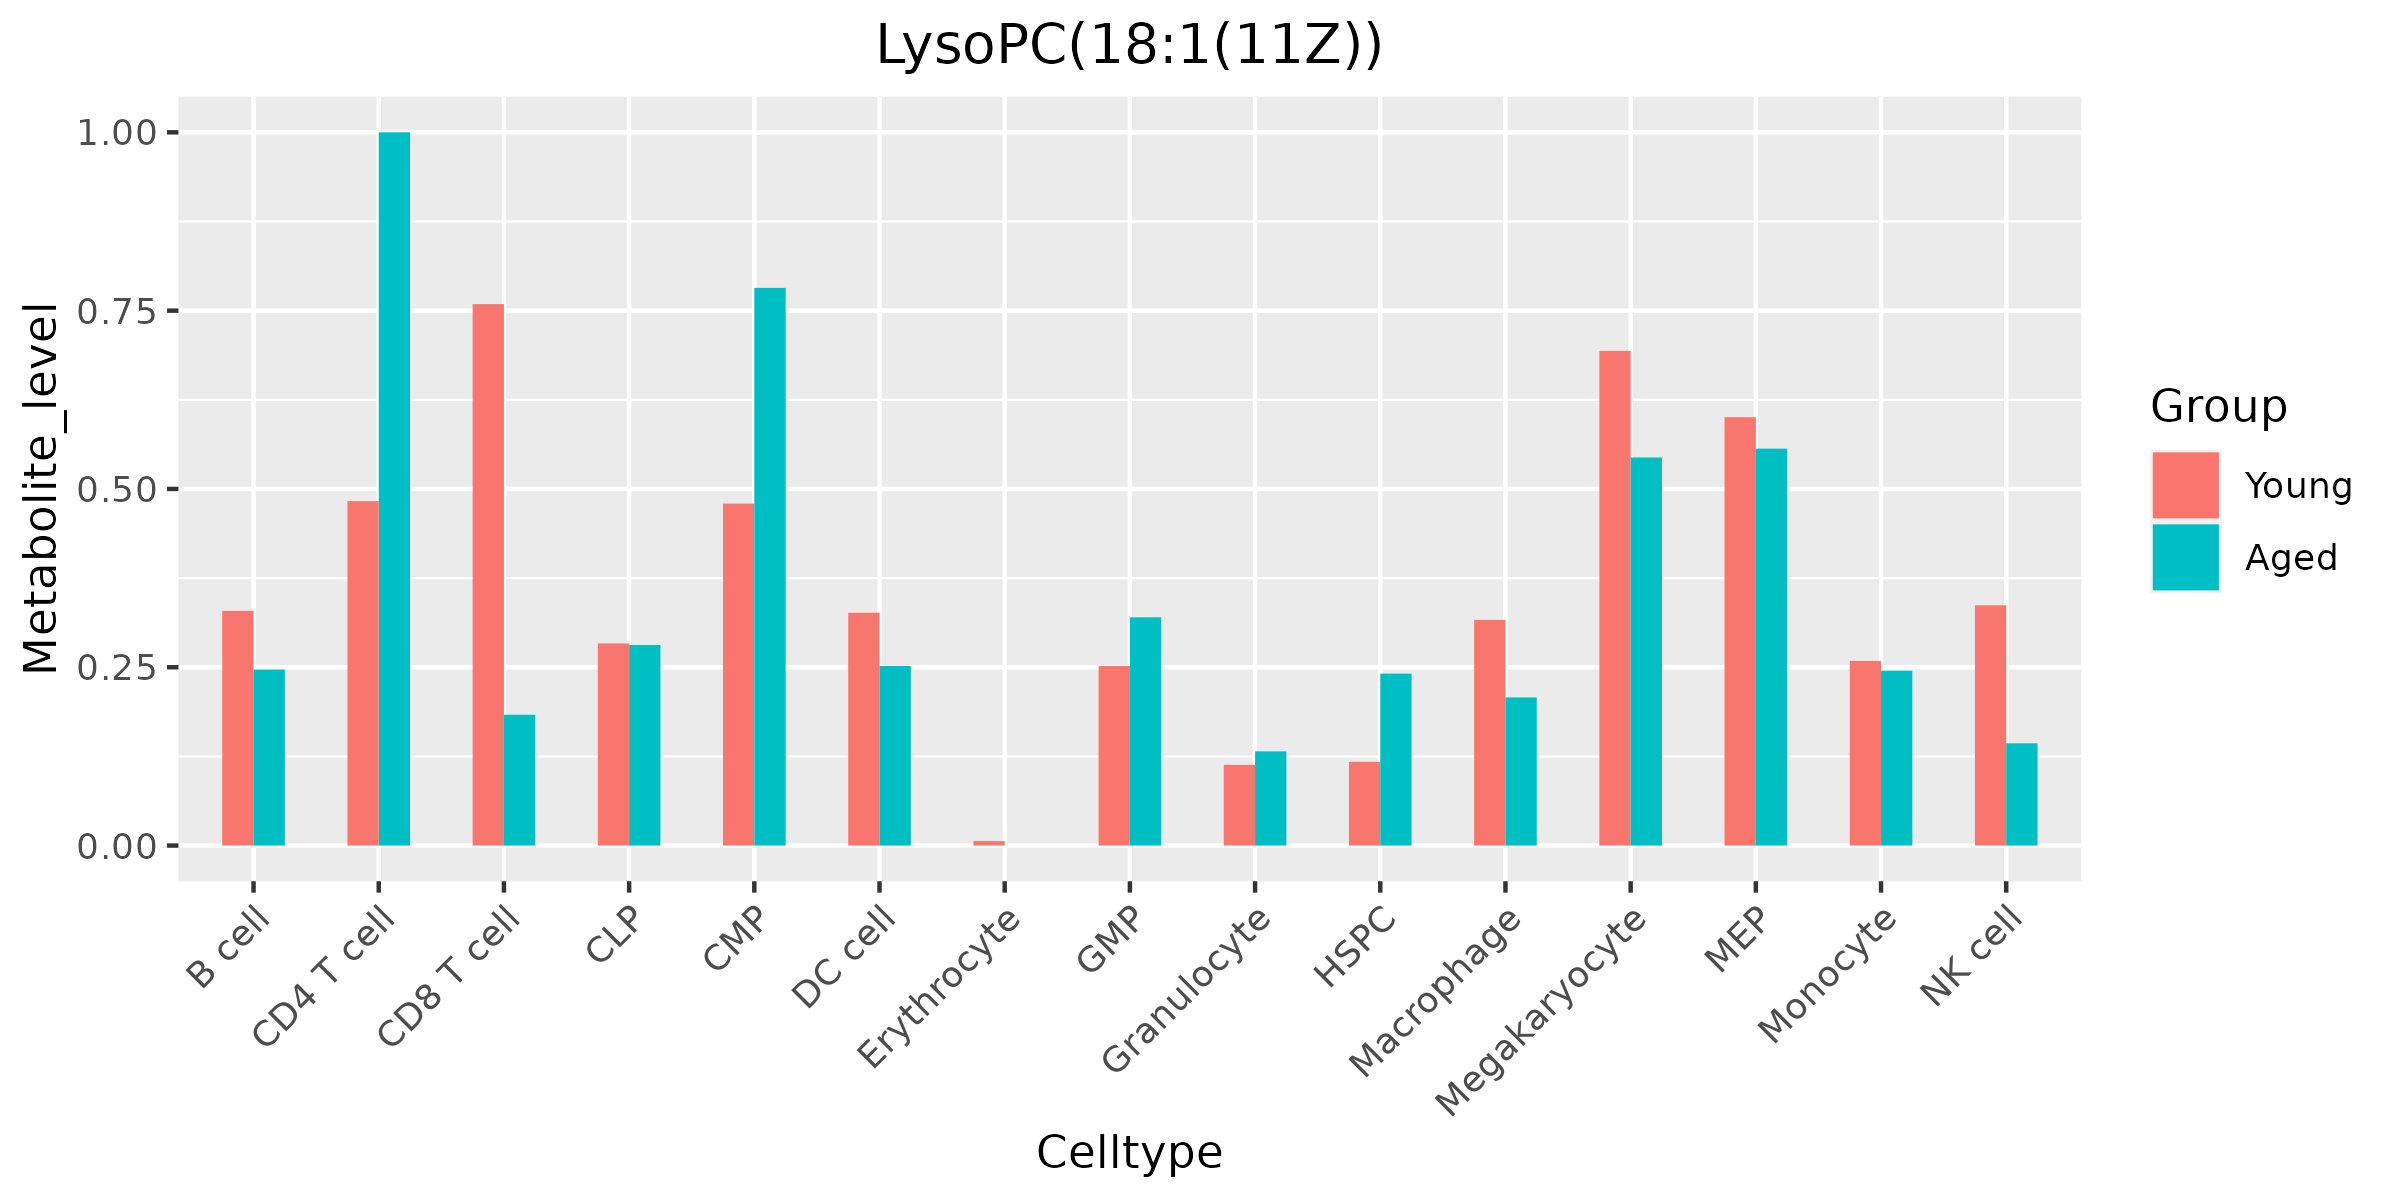 LysoPC(18:1(11Z))
Metabolite_level
1.00
0.75
0.50
0.25
0.00
B cell
CD4 T cell
CD8 T cell
CLP
CMP
DC cell
Erythrocyte
GMP
Granulocyte
HSPC
Macrophage
Megakaryocyte
MEP
Monocyte
NK cell
Celltype
Group
Young
Aged